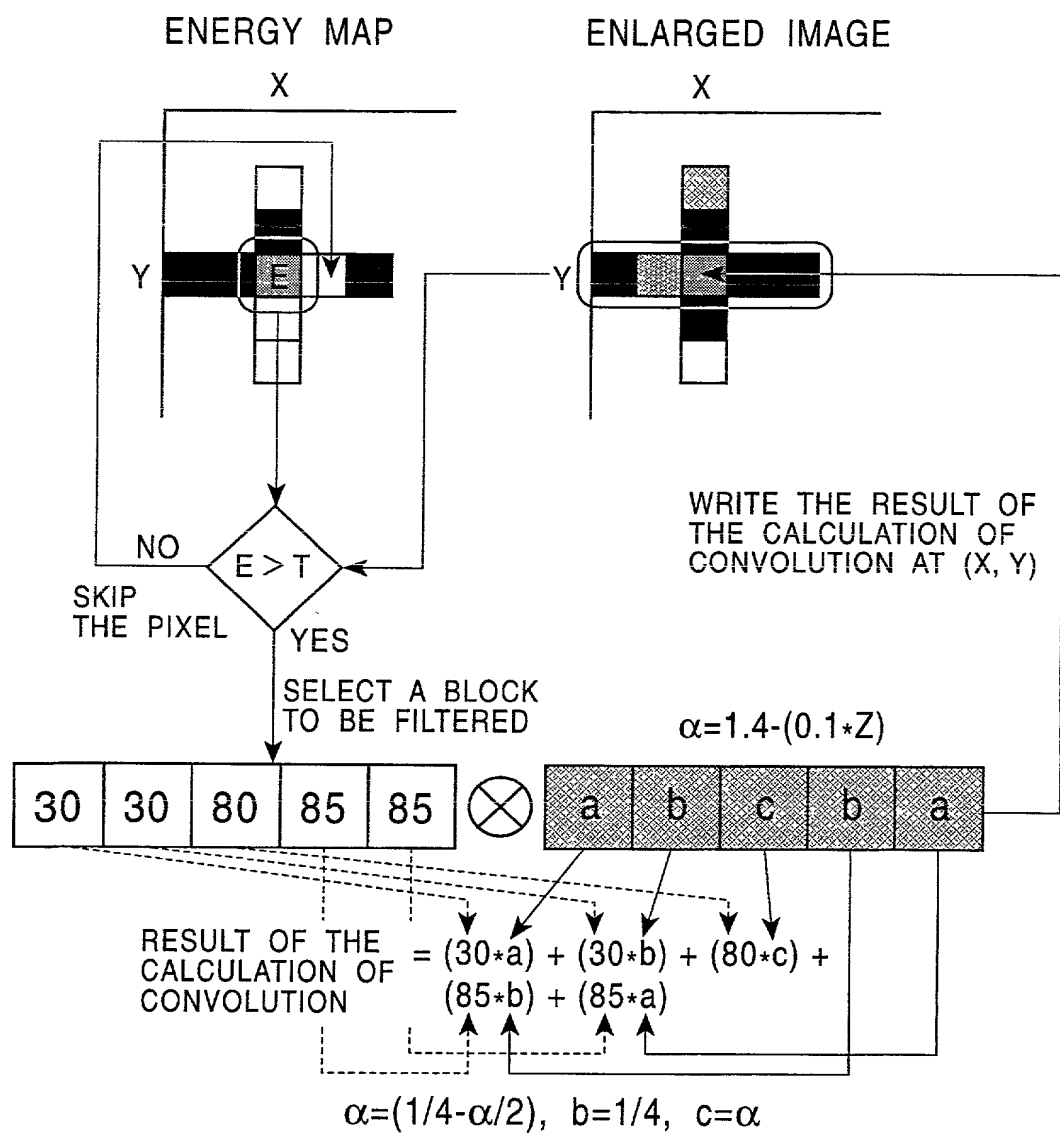 ENERGY MAP
ENLARGED IMAGE
X
X
Y
E
Y
WRITE THE RESULT OF
THE CALCULATION OF
CONVOLUTION AT (X, Y)
NO
E > T
SKIP
THE PIXEL
YES
SELECT A BLOCK
TO BE FILTERED
α=1.4-(0.1*Z)
30 30 80 85 85 ⊗ a b c b a
RESULT OF THE
CALCULATION OF
CONVOLUTION
= (30*a) + (30*b) + (80*c) +
(85*b) + (85*a)
α=(1/4-α/2), b=1/4, c=α